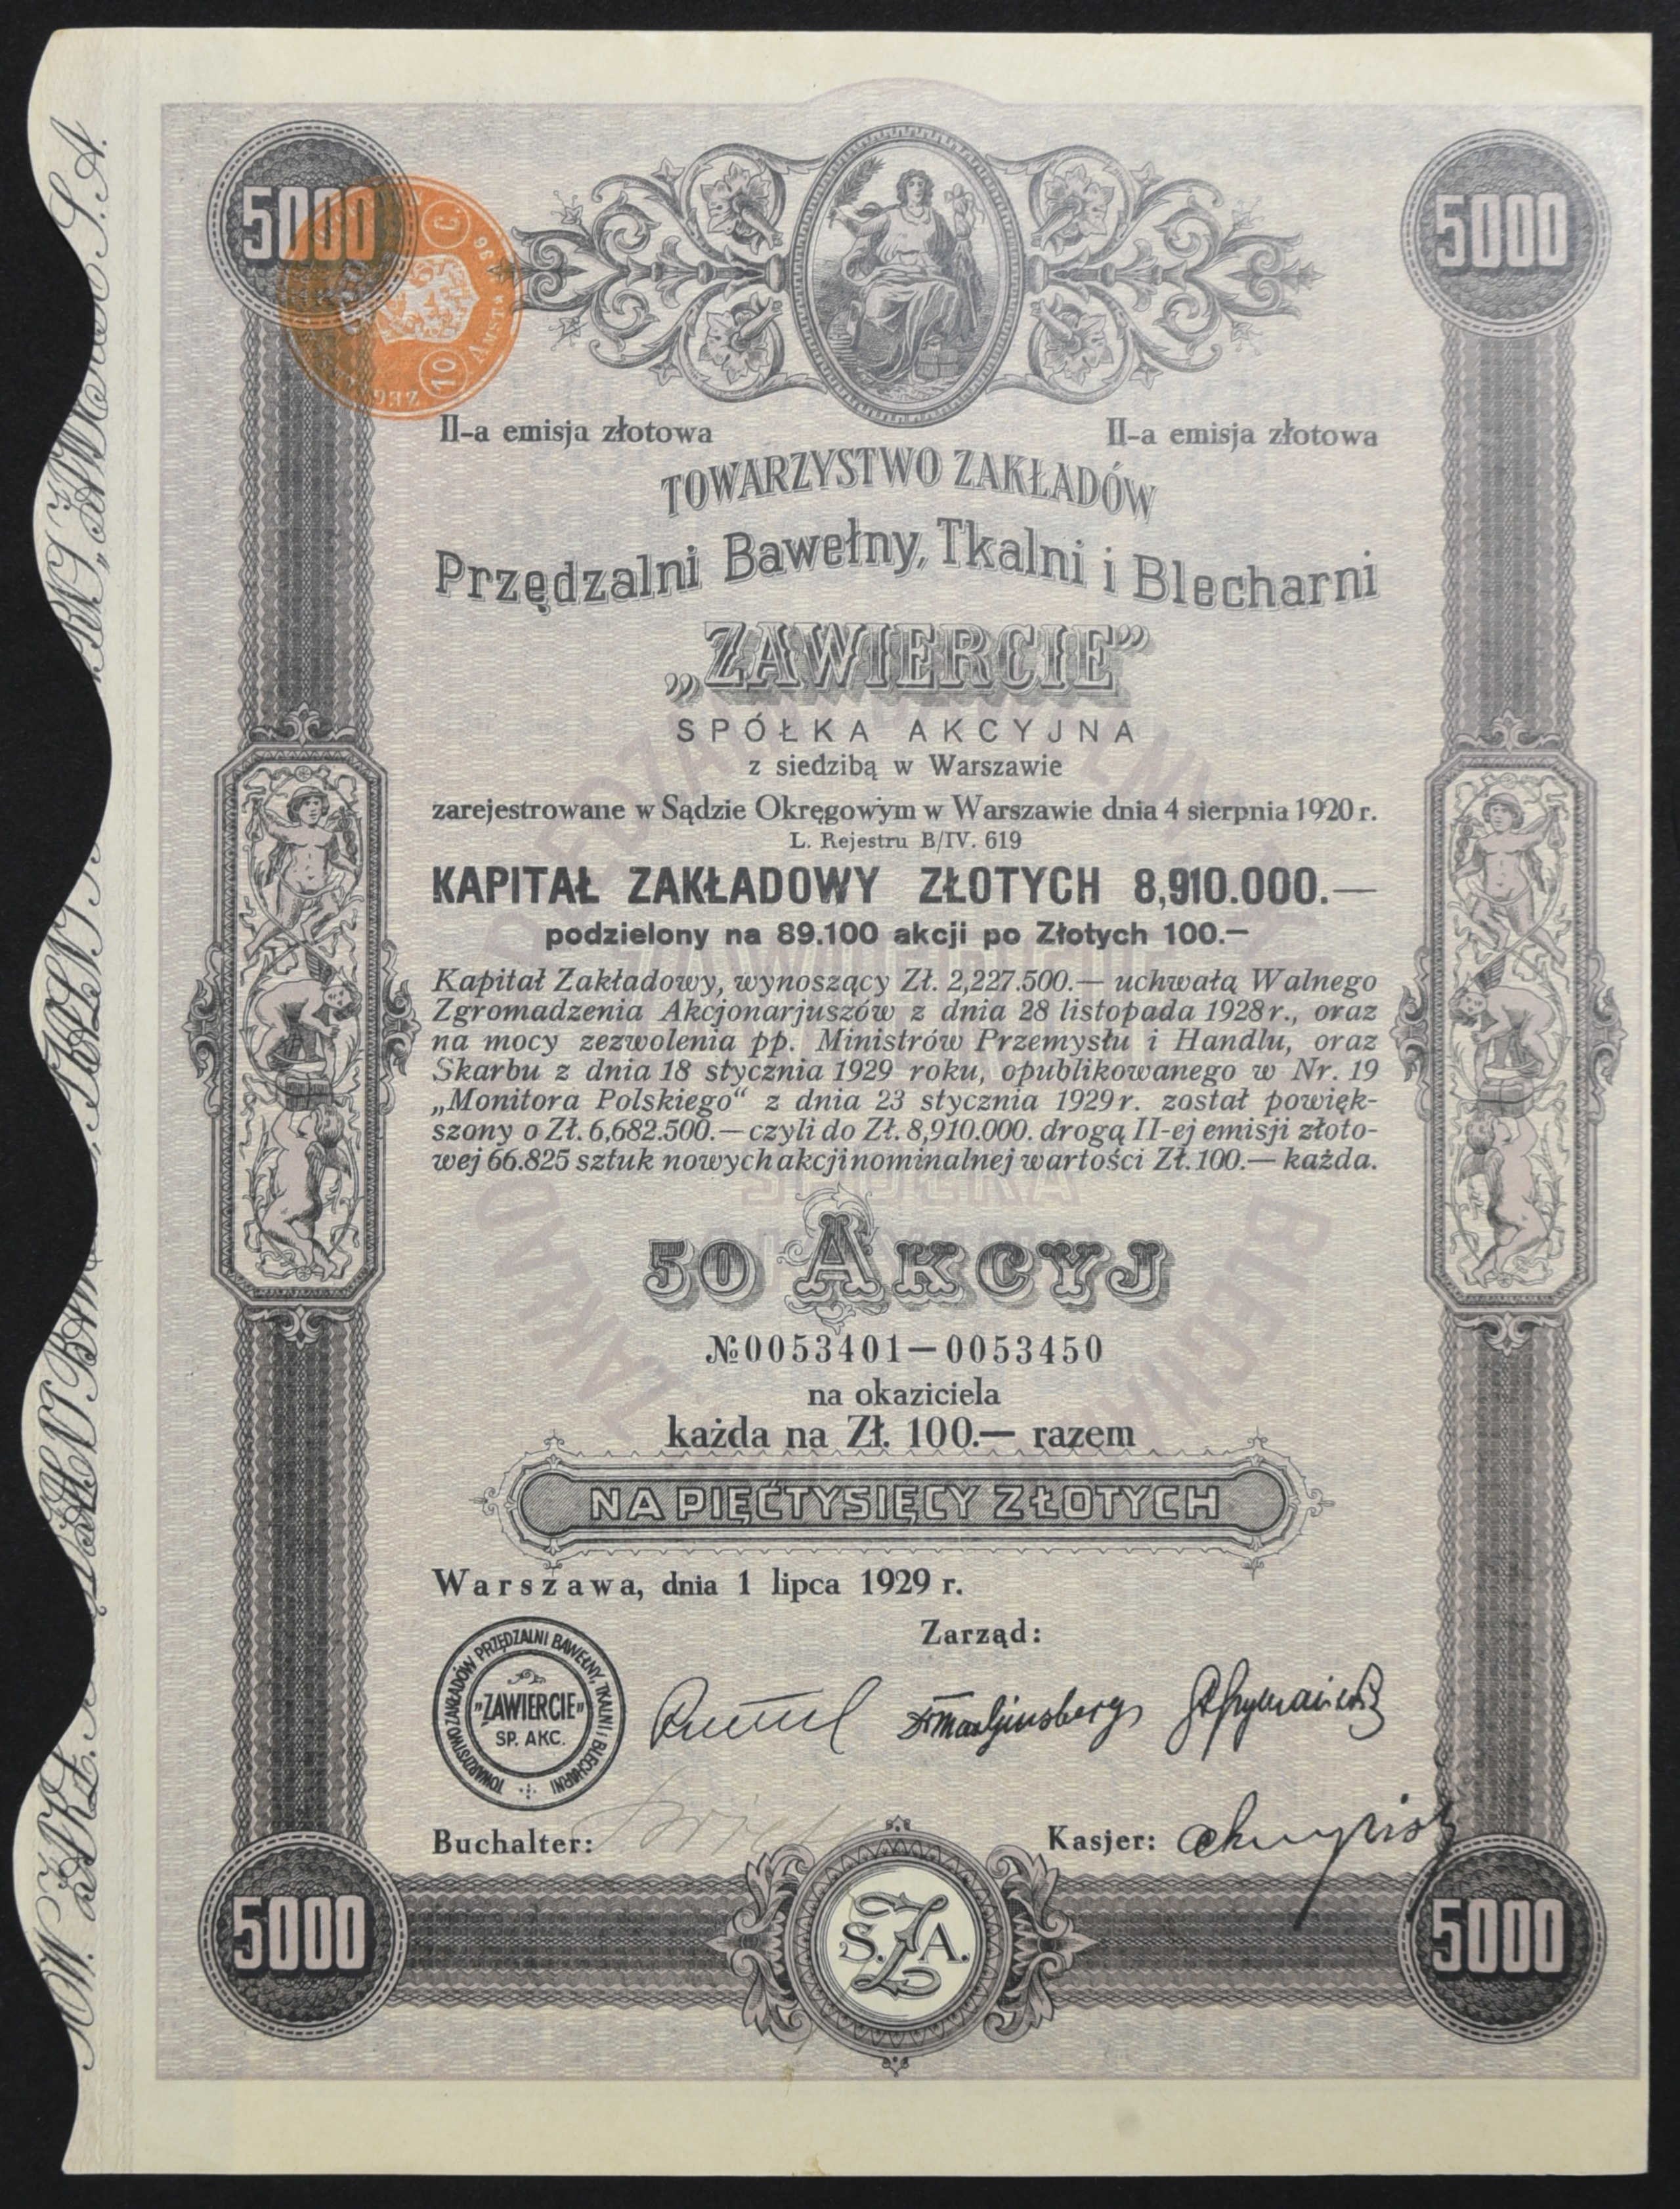 5000
5000
II-a emisja złotowa
II-a emisja złotowa
TOWARZYSTWO ZAKŁADÓW
Przędzalni Bawełny, Tkalni i Blecharni
„ZAWIERCIE”
SPÓŁKA AKCYJNA
z siedzibą w Warszawie
zarejestrowane w Sądzie Okręgowym w Warszawie dnia 4 sierpnia 1920 r.
L. Rejestru B/IV. 619
KAPITAŁ ZAKŁADOWY ZŁOTYCH 8,910.000.—
podzielony na 89.100 akcji po Złotych 100.—
Kapitał Zakładowy, wynoszący Zł. 2,227.500.— uchwałą Walnego
Zgromadzenia Akcjonarjuszów z dnia 28 listopada 1928 r., oraz
na mocy zezwolenia pp. Ministrów Przemysłu i Handlu, oraz
Skarbu z dnia 18 stycznia 1929 roku, opublikowanego w Nr. 19
„Monitora Polskiego“ z dnia 23 stycznia 1929 r. został powięk-
szony o Zł. 6,682.500.— czyli do Zł. 8,910.000. drogą II-ej emisji złoto-
wej 66.825 sztuk nowych akcji nominalnej wartości Zł. 100.— każda.
50 AKCYJ
№ 0053401—0053450
na okaziciela
każda na Zł. 100.— razem
NA PIĘĆTYSIĘCY ZŁOTYCH
Warszawa, dnia 1 lipca 1929 r.
Zarząd:
TOWARZYSTWO ZAKŁADÓW PRZĘDZALNI BAWEŁNY, TKALNI i BLECHARNI
„ZAWIERCIE”
SP. AKC.
Buchalter:
Kasjer:
5000
S.Z.A.
5000
10
C.
AMST. 36